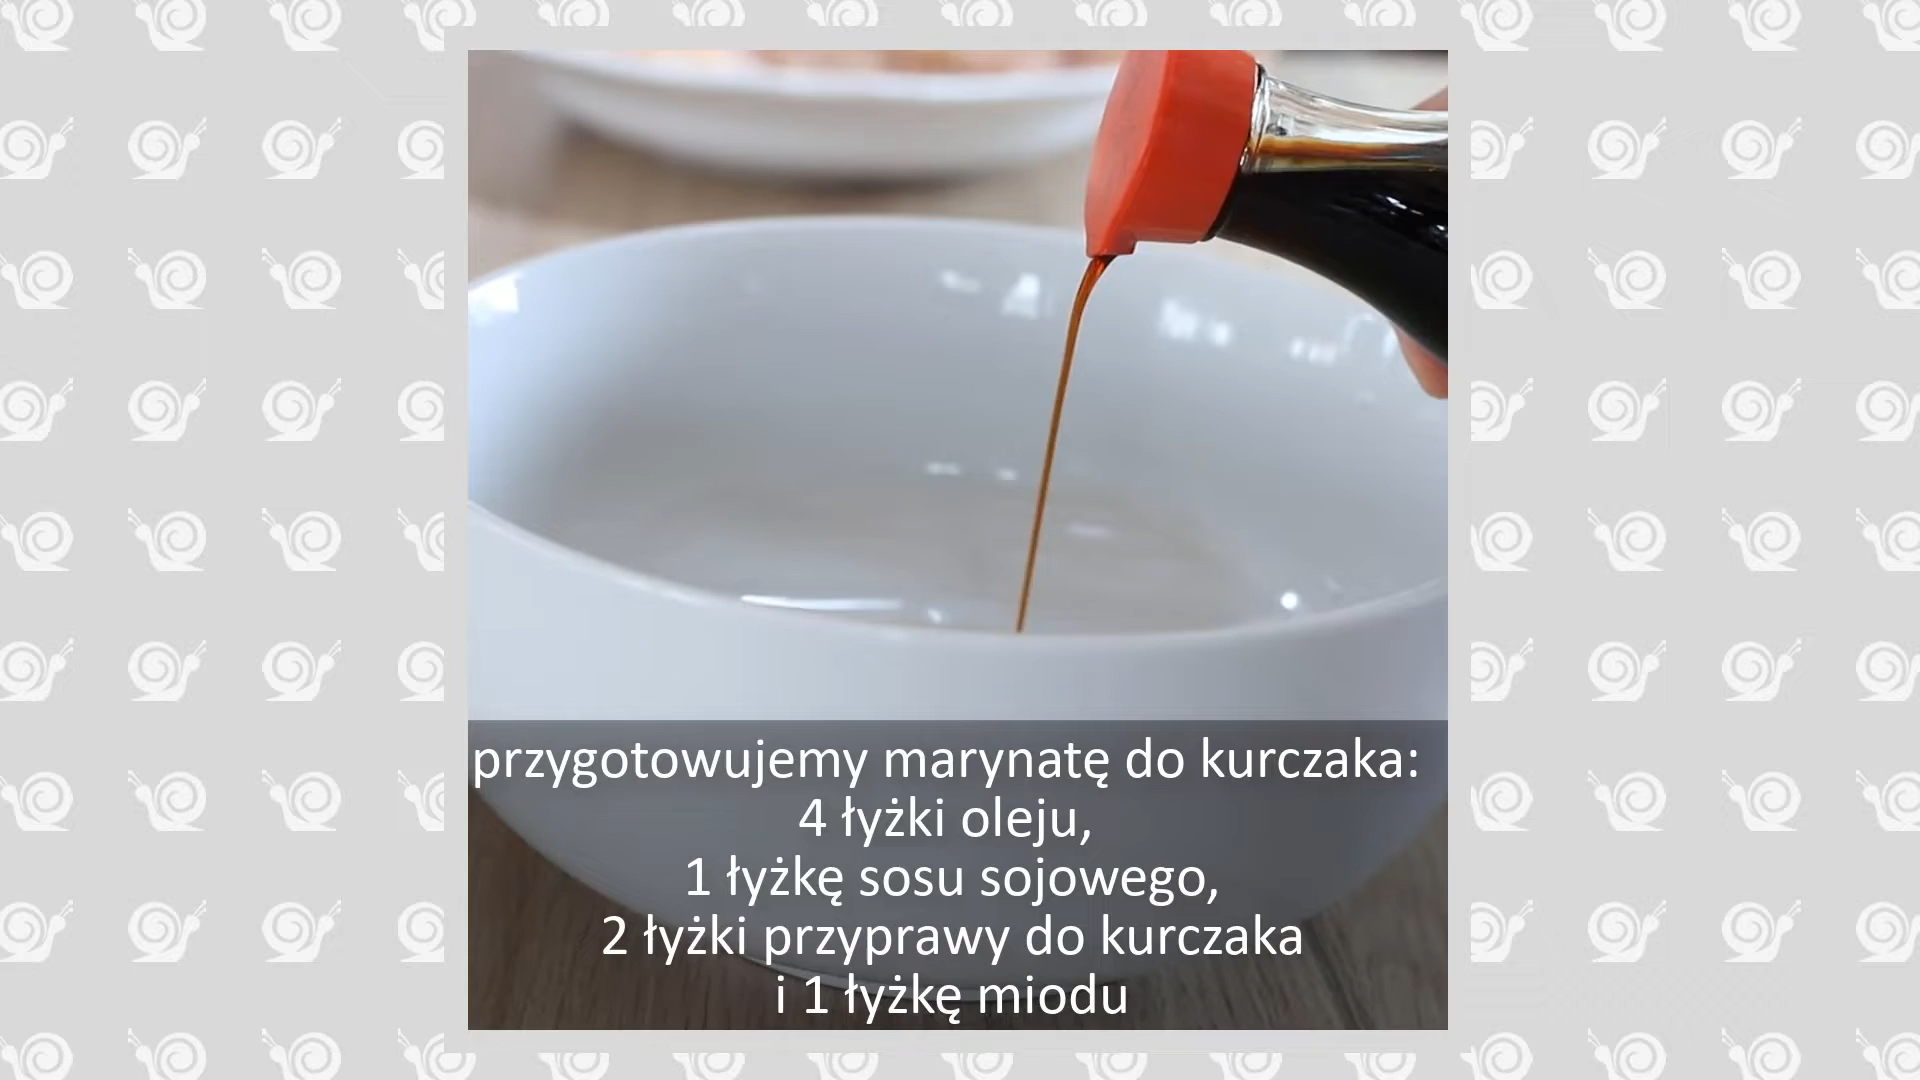 przygotowujemy marynatę do kurczaka:
4 łyżki oleju,
1 łyżkę sosu sojowego,
2 łyżki przyprawy do kurczaka
i 1 łyżkę miodu